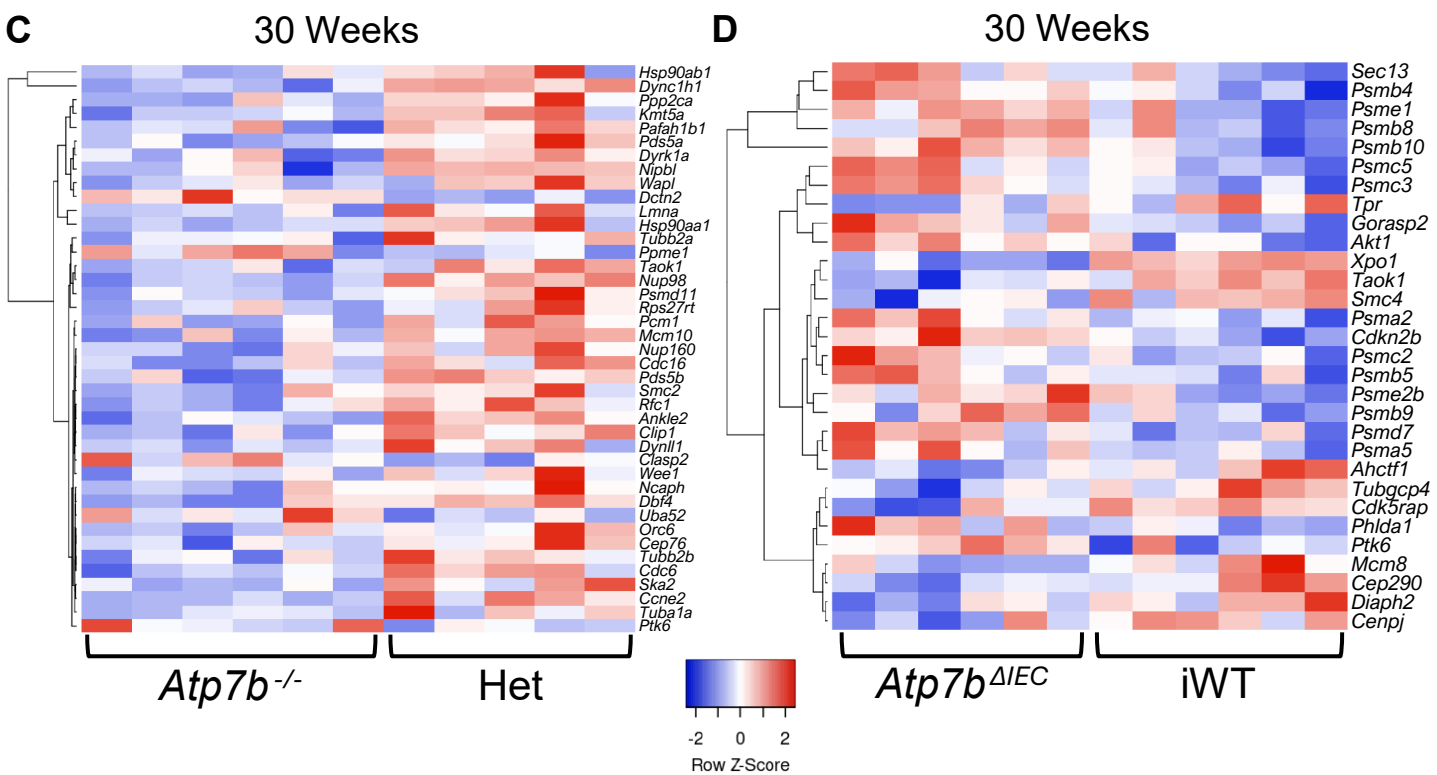 C
30 Weeks
Hsp90ab1
Dync1h1
Ppp2ca
Kmt5a
Pafah1b1
Pds5a
Dyrk1a
Nipbl
Wapl
Dctn2
Lmna
Hsp90aa1
Tubb2a
Ppme1
Taok1
Nup98
Psmd11
Rps27rt
Pcm1
Mcm10
Nup160
Cdc16
Pds5b
Smc2
Rfc1
Ankle2
Clip1
Dynll1
Clasp2
Wee1
Ncaph
Dbf4
Uba52
Orc6
Cep76
Tubb2b
Cdc6
Ska2
Ccne2
Tuba1a
Ptk6
Atp7b -/-
Het
D
30 Weeks
Sec13
Psmb4
Psme1
Psmb8
Psmb10
Psmc5
Psmc3
Tpr
Gorasp2
Akt1
Xpo1
Taok1
Smc4
Psma2
Cdkn2b
Psmc2
Psmb5
Psme2b
Psmb9
Psmd7
Psma5
Ahctf1
Tubgcp4
Cdk5rap
Phlda1
Ptk6
Mcm8
Cep290
Diaph2
Cenpj
Atp7b ΔIEC
iWT
-2 0 2
Row Z-Score